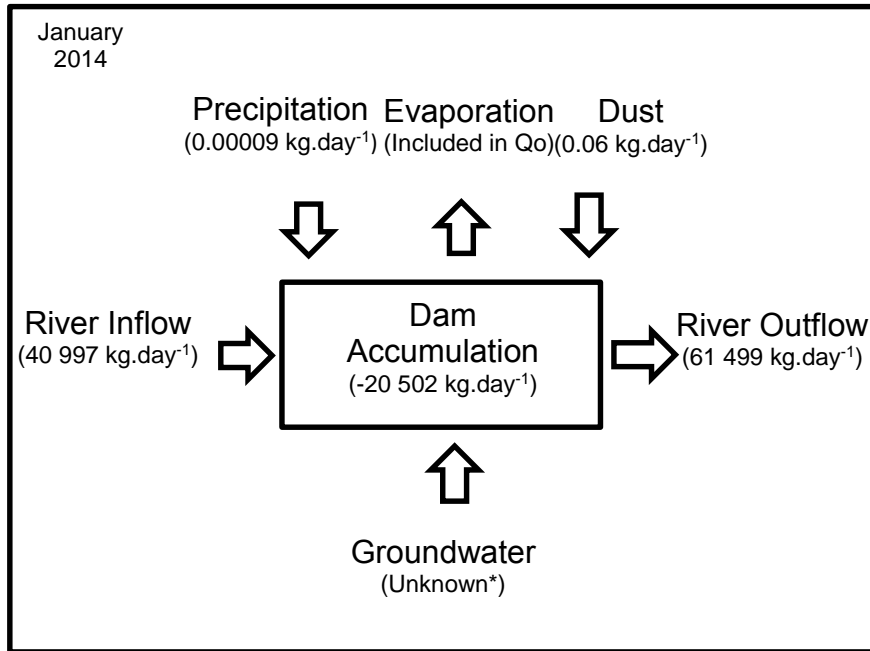 January
2014
Precipitation
(0.00009 kg.day⁻¹)
Evaporation
(Included in Qo)
Dust
(0.06 kg.day⁻¹)
River Inflow
(40 997 kg.day⁻¹)
Dam
Accumulation
(-20 502 kg.day⁻¹)
River Outflow
(61 499 kg.day⁻¹)
Groundwater
(Unknown*)